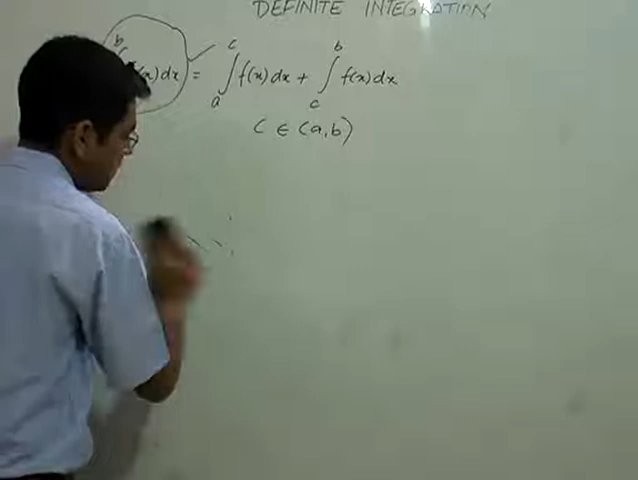 DEFINITE INTEGRATION
b f(x)dx = ∫_a^c f(x)dx + ∫_c^b f(x)dx
C ∈ (a,b)